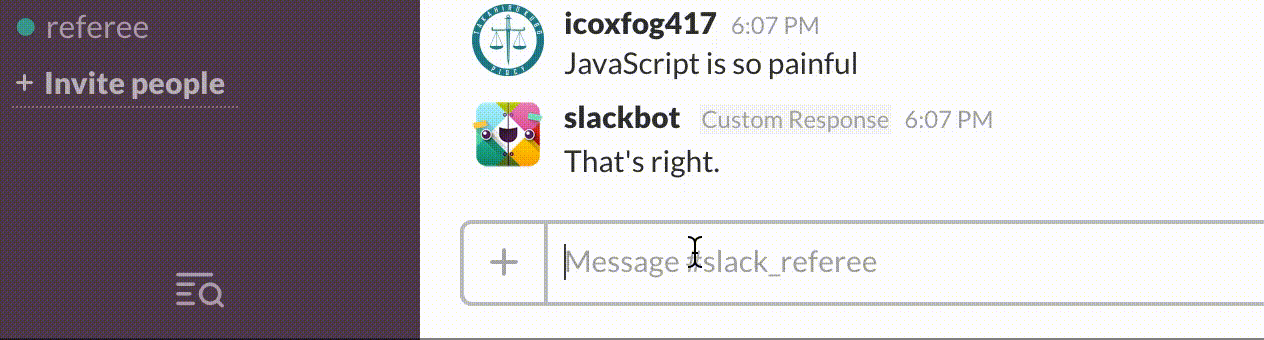 referee
+ Invite people
icoxfog417 6:07 PM
JavaScript is so painful
slackbot Custom Response 6:07 PM
That's right.
Message #slack_referee